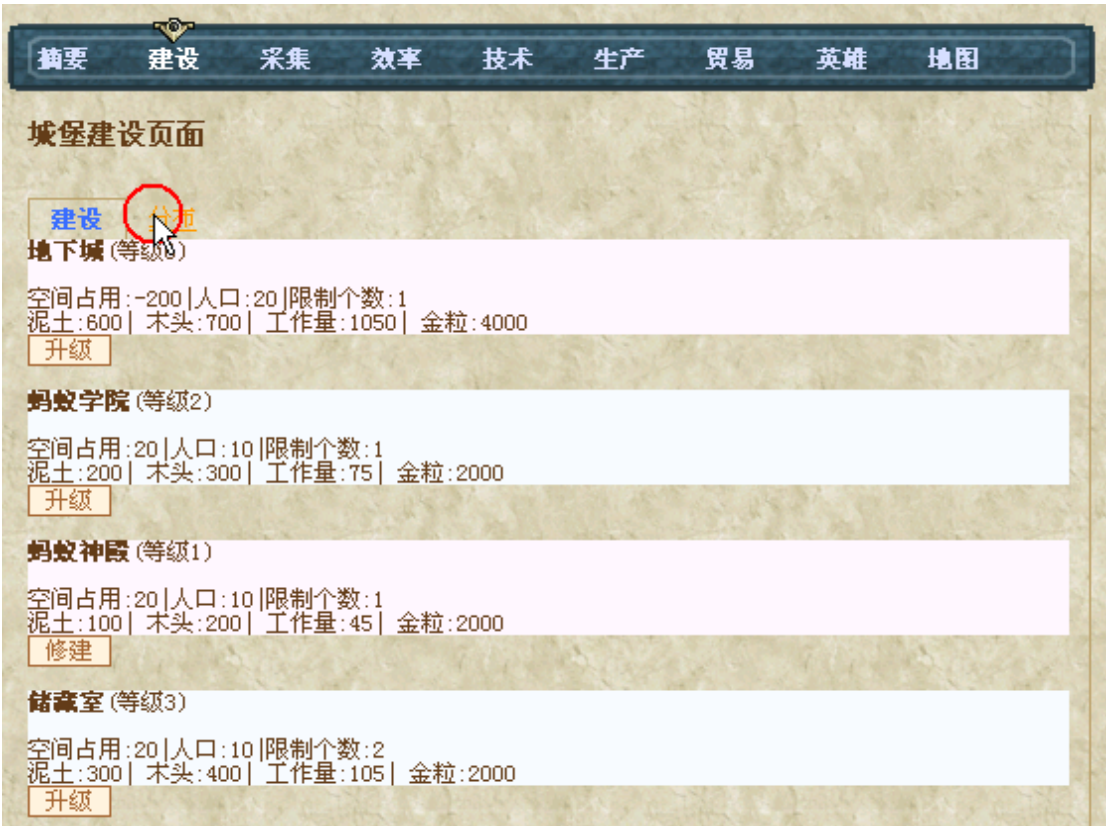 摘要 建设 采集 效率 技术 生产 贸易 英雄 地图
城堡建设页面
建设 分布
地下城(等级)
空间占用:-200|人口:20|限制个数:1
泥土:600| 木头:700| 工作量:1050| 金粒:4000
升级
蚂蚁学院(等级2)
空间占用:20|人口:10|限制个数:1
泥土:200| 木头:300| 工作量:75| 金粒:2000
升级
蚂蚁神殿(等级1)
空间占用:20|人口:10|限制个数:1
泥土:100| 木头:200| 工作量:45| 金粒:2000
修建
储藏室(等级3)
空间占用:20|人口:10|限制个数:2
泥土:300| 木头:400| 工作量:105| 金粒:2000
升级